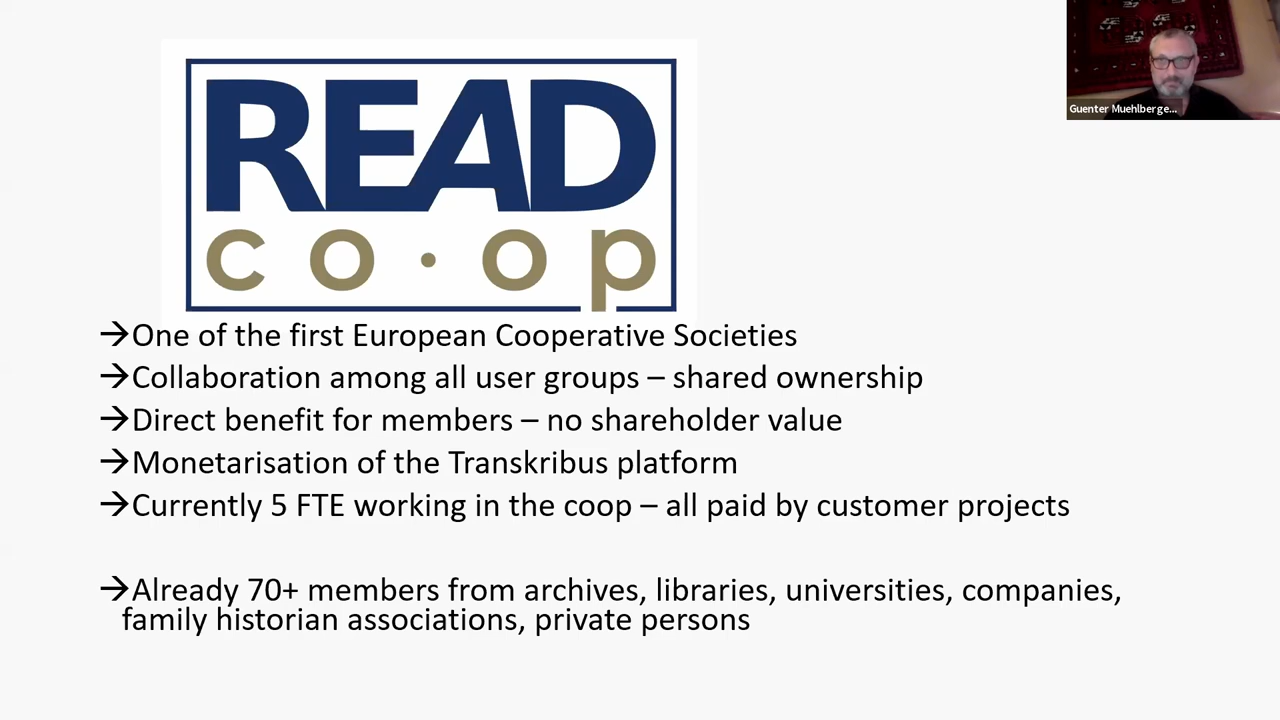 Guenter Muehlberge...
READ
co·op
→One of the first European Cooperative Societies
→Collaboration among all user groups – shared ownership
→Direct benefit for members – no shareholder value
→Monetarisation of the Transkribus platform
→Currently 5 FTE working in the coop – all paid by customer projects
→Already 70+ members from archives, libraries, universities, companies,
family historian associations, private persons